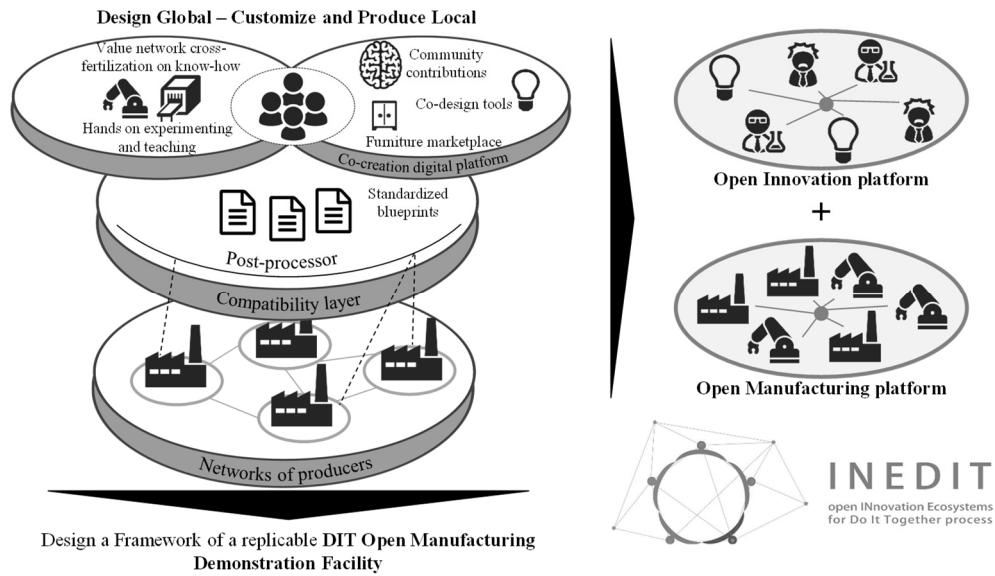 Design Global – Customize and Produce Local
Value network cross-
fertilization on know-how
Hands on experimenting
and teaching
Community
contributions
Co-design tools
Furniture marketplace
Co-creation digital platform
Standardized
blueprints
Post-processor
Compatibility layer
Networks of producers
Design a Framework of a replicable DIT Open Manufacturing
Demonstration Facility
Open Innovation platform
+
Open Manufacturing platform
INEDIT
open INnovation Ecosystems
for Do It Together process